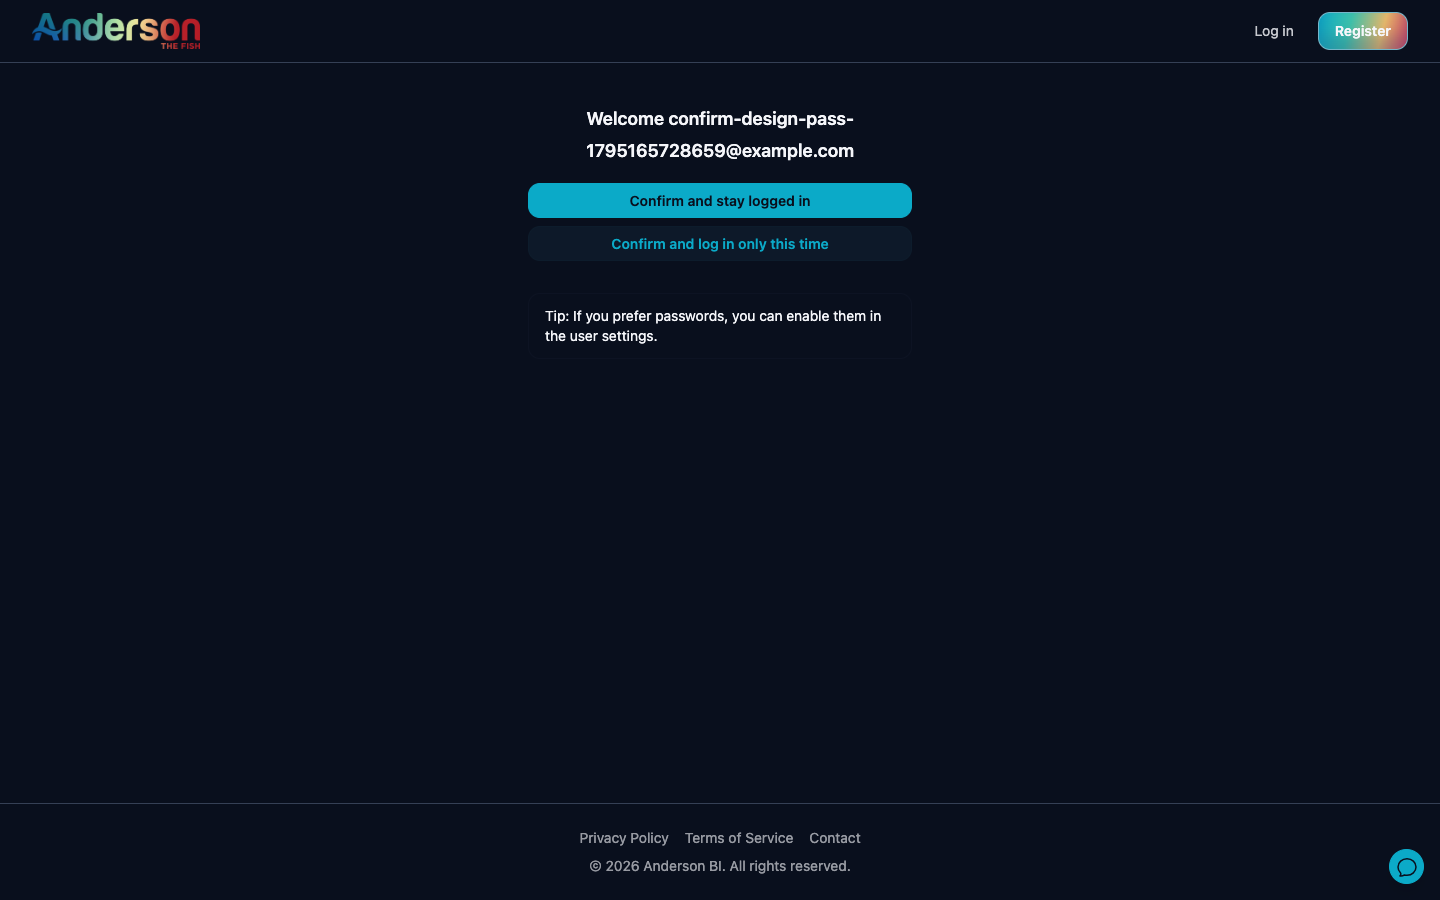 Anderson
THE FISH
Log in
Register
Welcome confirm-design-pass-
1795165728659@example.com
Confirm and stay logged in
Confirm and log in only this time
Tip: If you prefer passwords, you can enable them in
the user settings.
Privacy Policy
Terms of Service
Contact
© 2026 Anderson BI. All rights reserved.